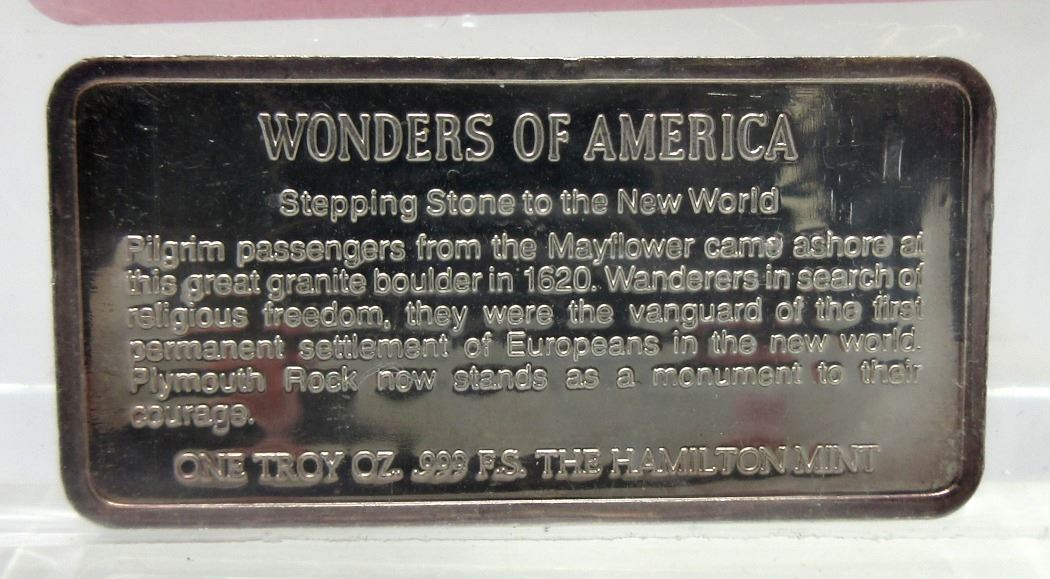 WONDERS OF AMERICA
Stepping Stone to the New World
Pilgrim passengers from the Mayflower came ashore at
this great granite boulder in 1620. Wanderers in search of
religious freedom, they were the vanguard of the first
permanent settlement of Europeans in the new world.
Plymouth Rock now stands as a monument to their
courage.
ONE TROY OZ. .999 F.S. THE HAMILTON MINT